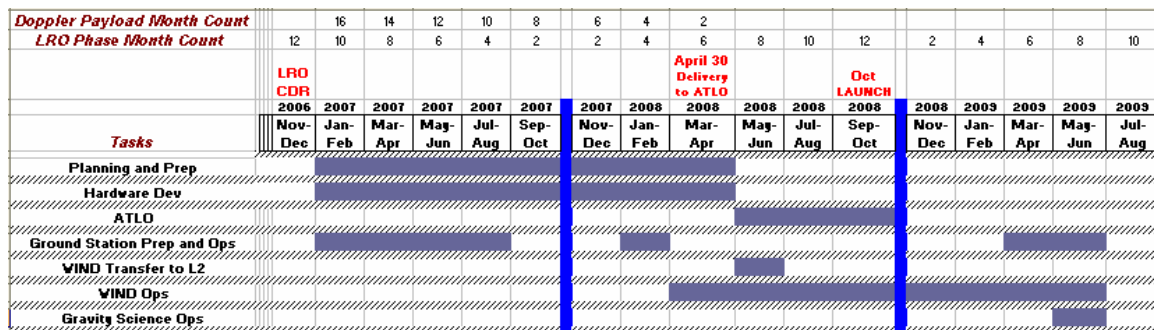 Doppler Payload Month Count 16 14 12 10 8 6 4 2
LRO Phase Month Count 12 10 8 6 4 2 2 4 6 8 10 12 2 4 6 8 10
LRO CDR
April 30 Delivery to ATLO
Oct LAUNCH
2006 2007 2007 2007 2007 2007 2007 2008 2008 2008 2008 2008 2008 2009 2009 2009 2009
Tasks Nov-Dec Jan-Feb Mar-Apr May-Jun Jul-Aug Sep-Oct Nov-Dec Jan-Feb Mar-Apr May-Jun Jul-Aug Sep-Oct Nov-Dec Jan-Feb Mar-Apr May-Jun Jul-Aug
Planning and Prep
Hardware Dev
ATLO
Ground Station Prep and Ops
WIND Transfer to L2
WIND Ops
Gravity Science Ops